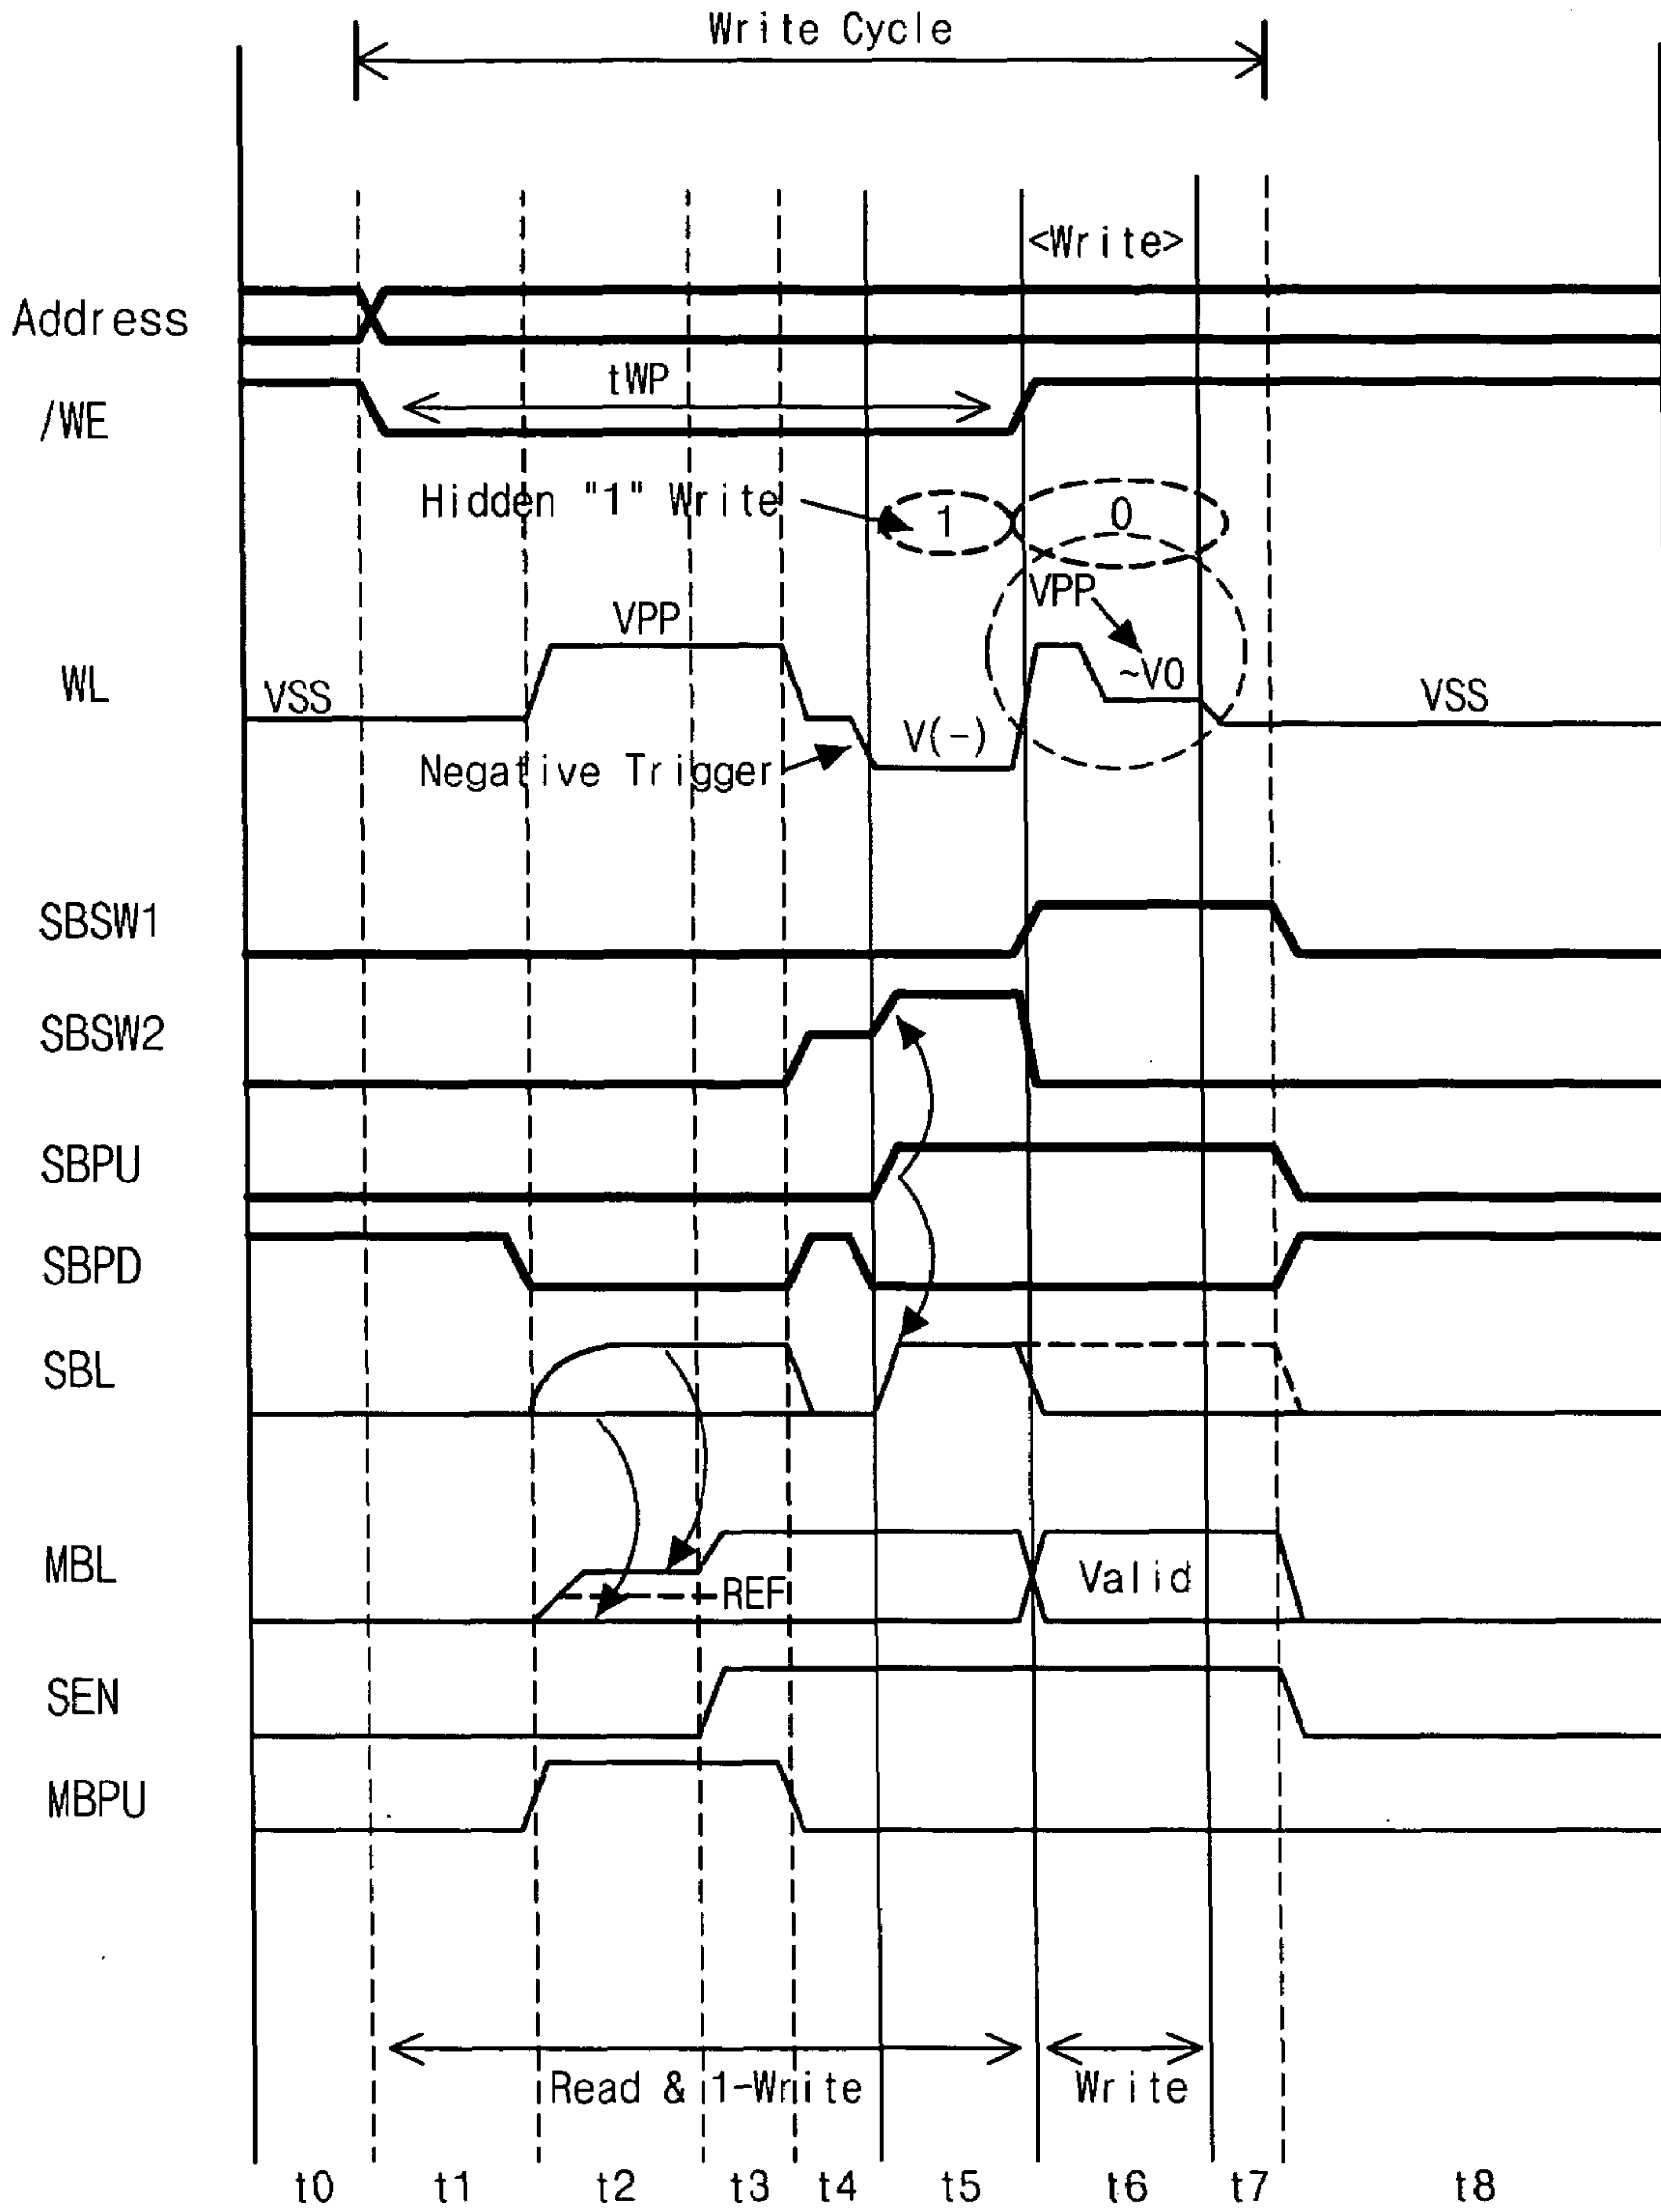 Write Cycle
<Write>
Address
tWP
/WE
Hidden "1" Write
1
0
VPP
VPP
WL
VSS
~V0
VSS
V(-)
Negative Trigger
SBSW1
SBSW2
SBPU
SBPD
SBL
MBL
Valid
REF
SEN
MBPU
Read & 1-Write
Write
t0 t1 t2 t3 t4 t5 t6 t7 t8